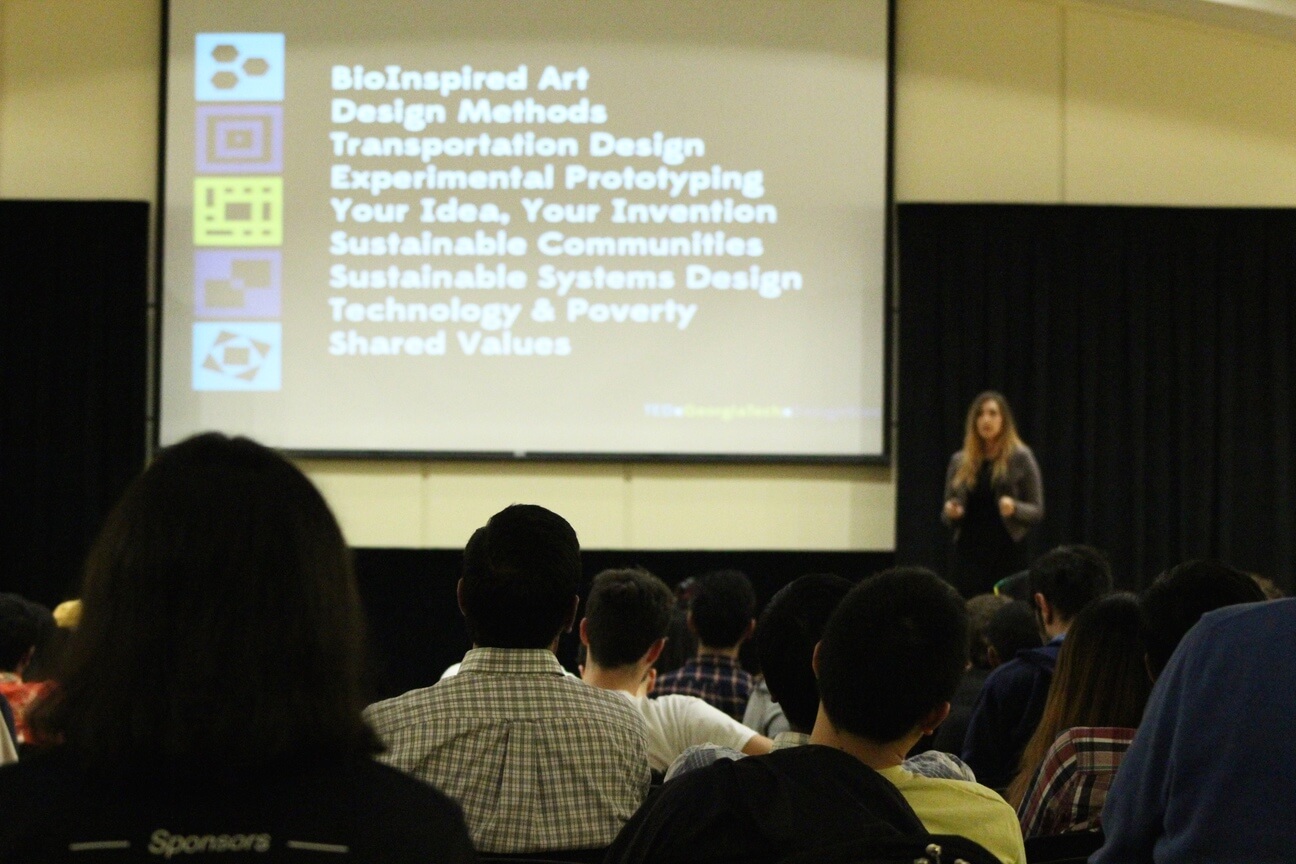 BioInspired Art
Design Methods
Transportation Design
Experimental Prototyping
Your Idea, Your Invention
Sustainable Communities
Sustainable Systems Design
Technology & Poverty
Shared Values
TEDxGeorgiaTech
Sponsors